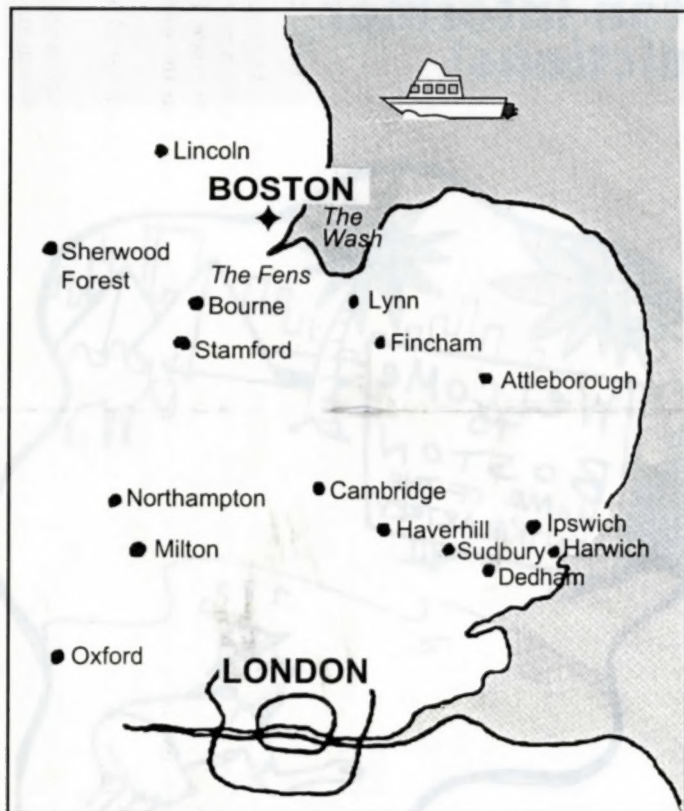 Lincoln
BOSTON
The
Wash
Sherwood
Forest
The Fens
Bourne
Lynn
Stamford
Fincham
Attleborough
Northampton
Cambridge
Milton
Haverhill
Ipswich
Sudbury
Harwich
Dedham
Oxford
LONDON